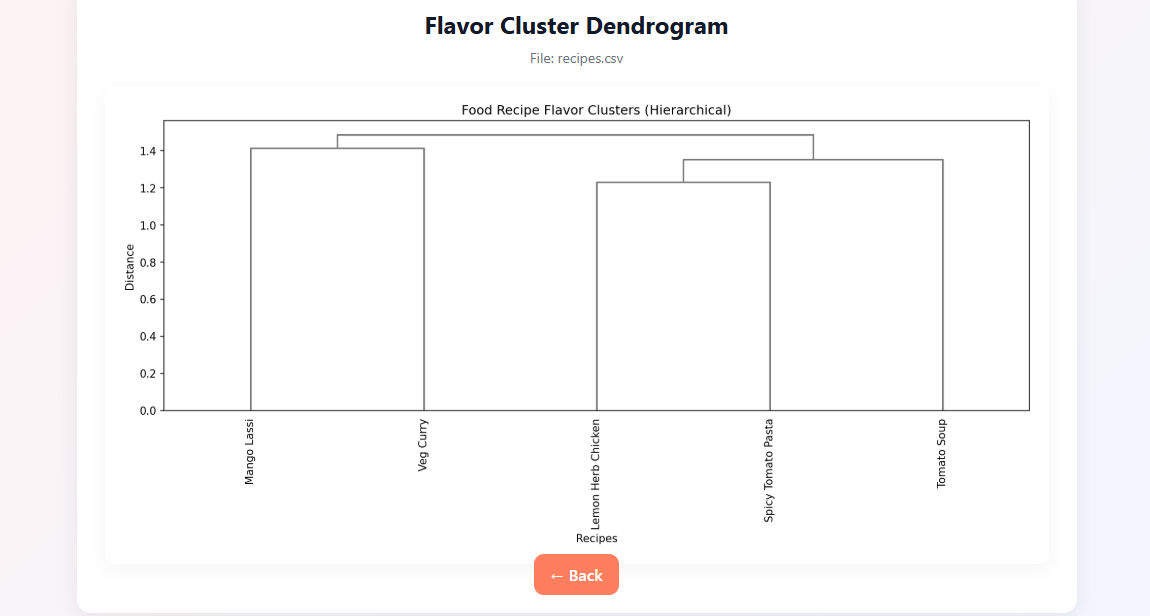 Flavor Cluster Dendrogram
File: recipes.csv
Food Recipe Flavor Clusters (Hierarchical)
1.4
1.2
1.0
0.8
0.6
0.4
0.2
0.0
Distance
Mango Lassi
Veg Curry
Lemon Herb Chicken
Spicy Tomato Pasta
Tomato Soup
Recipes
← Back